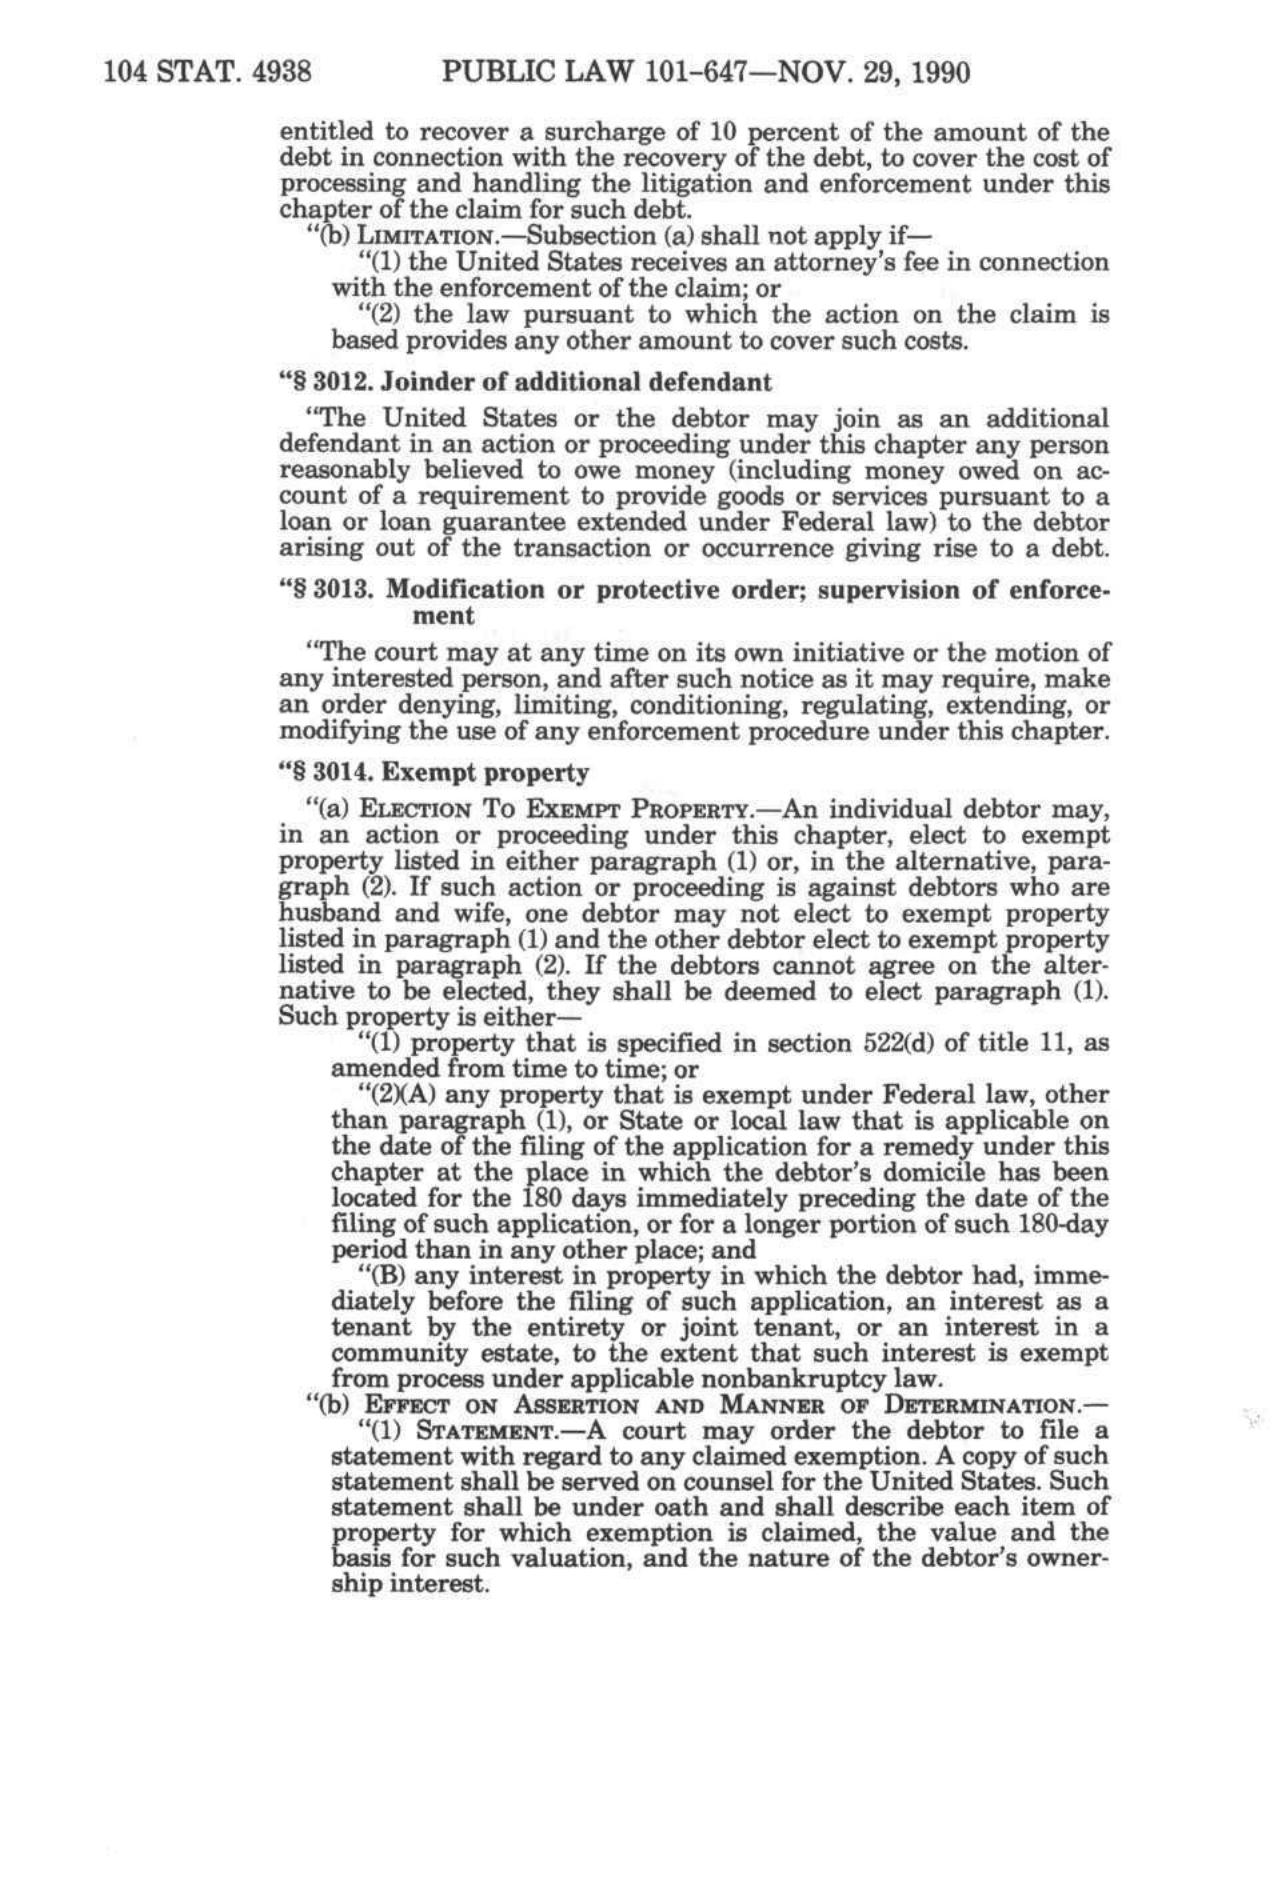 104 STAT. 4938 PUBLIC LAW 101-647—NOV. 29, 1990
entitled to recover a surcharge of 10 percent of the amount of the
debt in connection with the recovery of the debt, to cover the cost of
processing and handling the litigation and enforcement under this
chapter of the claim for such debt.
“(b) LIMITATION.—Subsection (a) shall not apply if—
“(1) the United States receives an attorney's fee in connection
with the enforcement of the claim; or
“(2) the law pursuant to which the action on the claim is
based provides any other amount to cover such costs.
“§ 3012. Joinder of additional defendant
“The United States or the debtor may join as an additional
defendant in an action or proceeding under this chapter any person
reasonably believed to owe money (including money owed on ac-
count of a requirement to provide goods or services pursuant to a
loan or loan guarantee extended under Federal law) to the debtor
arising out of the transaction or occurrence giving rise to a debt.
“§ 3013. Modification or protective order; supervision of enforce-
ment
“The court may at any time on its own initiative or the motion of
any interested person, and after such notice as it may require, make
an order denying, limiting, conditioning, regulating, extending, or
modifying the use of any enforcement procedure under this chapter.
“§ 3014. Exempt property
“(a) ELECTION TO EXEMPT PROPERTY.—An individual debtor may,
in an action or proceeding under this chapter, elect to exempt
property listed in either paragraph (1) or, in the alternative, para-
graph (2). If such action or proceeding is against debtors who are
husband and wife, one debtor may not elect to exempt property
listed in paragraph (1) and the other debtor elect to exempt property
listed in paragraph (2). If the debtors cannot agree on the alter-
native to be elected, they shall be deemed to elect paragraph (1).
Such property is either—
“(1) property that is specified in section 522(d) of title 11, as
amended from time to time; or
“(2)(A) any property that is exempt under Federal law, other
than paragraph (1), or State or local law that is applicable on
the date of the filing of the application for a remedy under this
chapter at the place in which the debtor's domicile has been
located for the 180 days immediately preceding the date of the
filing of such application, or for a longer portion of such 180-day
period than in any other place; and
“(B) any interest in property in which the debtor had, imme-
diately before the filing of such application, an interest as a
tenant by the entirety or joint tenant, or an interest in a
community estate, to the extent that such interest is exempt
from process under applicable nonbankruptcy law.
“(b) EFFECT ON ASSERTION AND MANNER OF DETERMINATION.—
“(1) STATEMENT.—A court may order the debtor to file a
statement with regard to any claimed exemption. A copy of such
statement shall be served on counsel for the United States. Such
statement shall be under oath and shall describe each item of
property for which exemption is claimed, the value and the
basis for such valuation, and the nature of the debtor's owner-
ship interest.